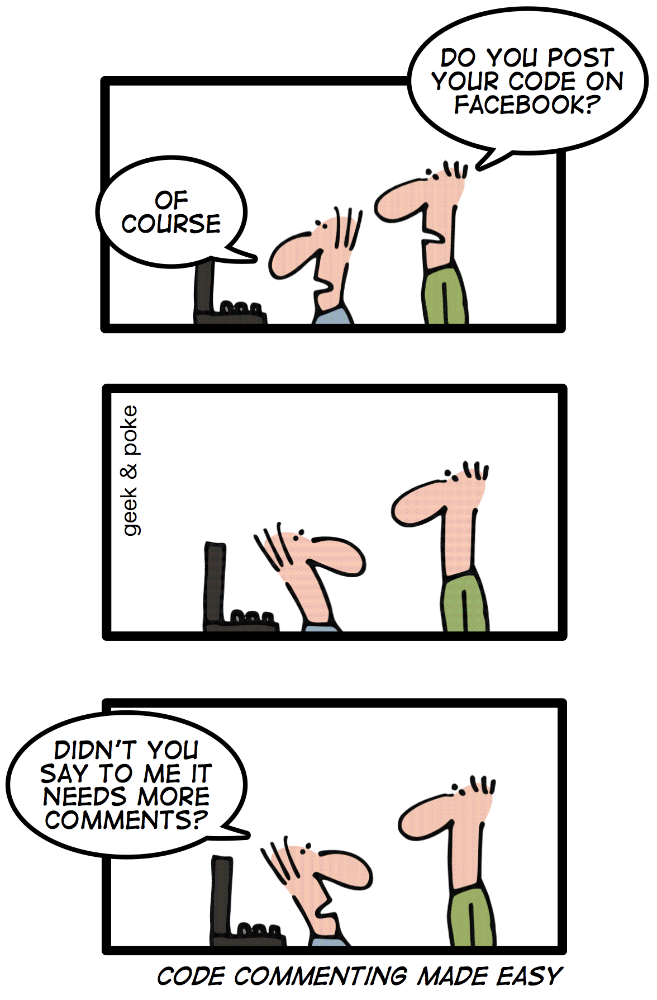 DO YOU POST
YOUR CODE ON
FACEBOOK?
OF
COURSE
geek & poke
DIDN'T YOU
SAY TO ME IT
NEEDS MORE
COMMENTS?
CODE COMMENTING MADE EASY